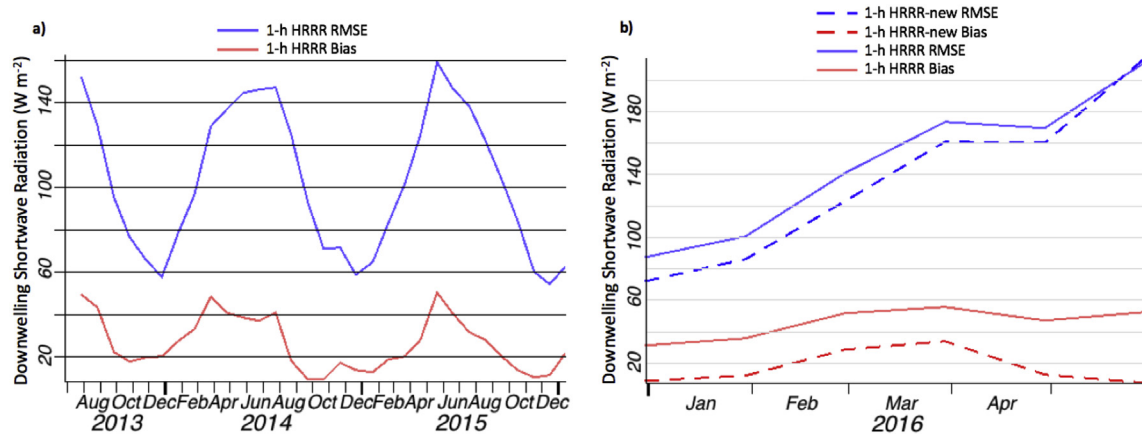 a)
1-h HRRR RMSE
1-h HRRR Bias
Downwelling Shortwave Radiation (W m-2)
140
100
60
20
Aug Oct Dec Feb Apr Jun Aug Oct Dec Feb Apr Jun Aug Oct Dec
2013 2014 2015
b)
1-h HRRR-new RMSE
1-h HRRR-new Bias
1-h HRRR RMSE
1-h HRRR Bias
Downwelling Shortwave Radiation (W m-2)
180
140
100
60
20
Jan Feb Mar Apr
2016